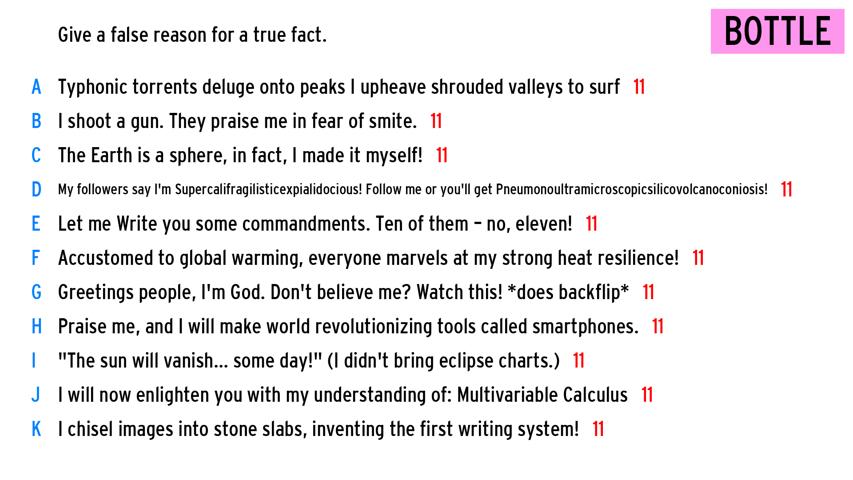 Give a false reason for a true fact.
BOTTLE
A Typhonic torrents deluge onto peaks I upheave shrouded valleys to surf 11
B I shoot a gun. They praise me in fear of smite. 11
C The Earth is a sphere, in fact, I made it myself! 11
D My followers say I'm Supercalifragilisticexpialidocious! Follow me or you'll get Pneumonoultramicroscopicsilicovolcanoconiosis! 11
E Let me Write you some commandments. Ten of them – no, eleven! 11
F Accustomed to global warming, everyone marvels at my strong heat resilience! 11
G Greetings people, I'm God. Don't believe me? Watch this! *does backflip* 11
H Praise me, and I will make world revolutionizing tools called smartphones. 11
I "The sun will vanish... some day!" (I didn't bring eclipse charts.) 11
J I will now enlighten you with my understanding of: Multivariable Calculus 11
K I chisel images into stone slabs, inventing the first writing system! 11